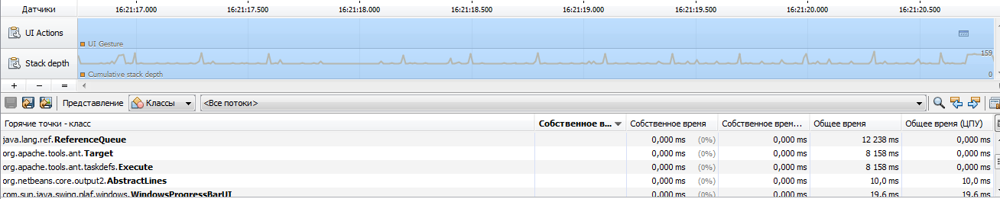 Датчики 16:21:17.000 16:21:17.500 16:21:18.000 16:21:18.500 16:21:19.000 16:21:19.500 16:21:20.000 16:21:20.500
UI Actions
UI Gesture
Stack depth 159
Cumulative stack depth 0
+ − =
Представление Классы <Все потоки>
Горячие точки - класс Собственное в... Собственное время Собственное врем... Общее время Общее время (ЦПУ)
java.lang.ref.ReferenceQueue 0,000 ms (0%) 0,000 ms 12 238 ms 0,000 ms
org.apache.tools.ant.Target 0,000 ms (0%) 0,000 ms 8 158 ms 0,000 ms
org.apache.tools.ant.taskdefs.Execute 0,000 ms (0%) 0,000 ms 8 158 ms 0,000 ms
org.netbeans.core.output2.AbstractLines 0,000 ms (0%) 0,000 ms 10,0 ms 10,0 ms
com.sun.java.swing.plaf.windows.WindowsProgressBarUI 0,000 ms (0%) 0,000 ms 19,6 ms 19,6 ms